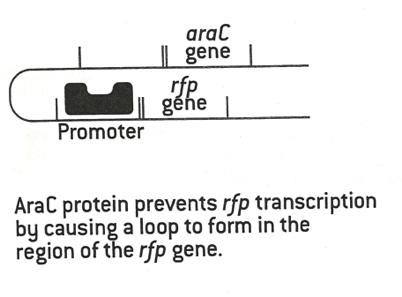 araC
gene
rfp
gene
Promoter
AraC protein prevents rfp transcription
by causing a loop to form in the
region of the rfp gene.